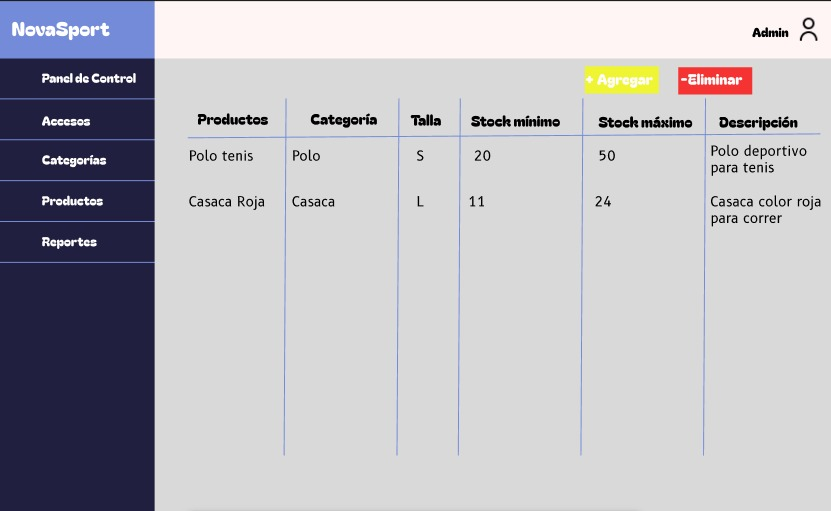 NovaSport
Admin
Panel de Control
Accesos
Categorías
Productos
Reportes
+ Agregar
-Eliminar
Productos Categoría Talla Stock mínimo Stock máximo Descripción
Polo tenis Polo S 20 50 Polo deportivo
para tenis
Casaca Roja Casaca L 11 24 Casaca color roja
para correr